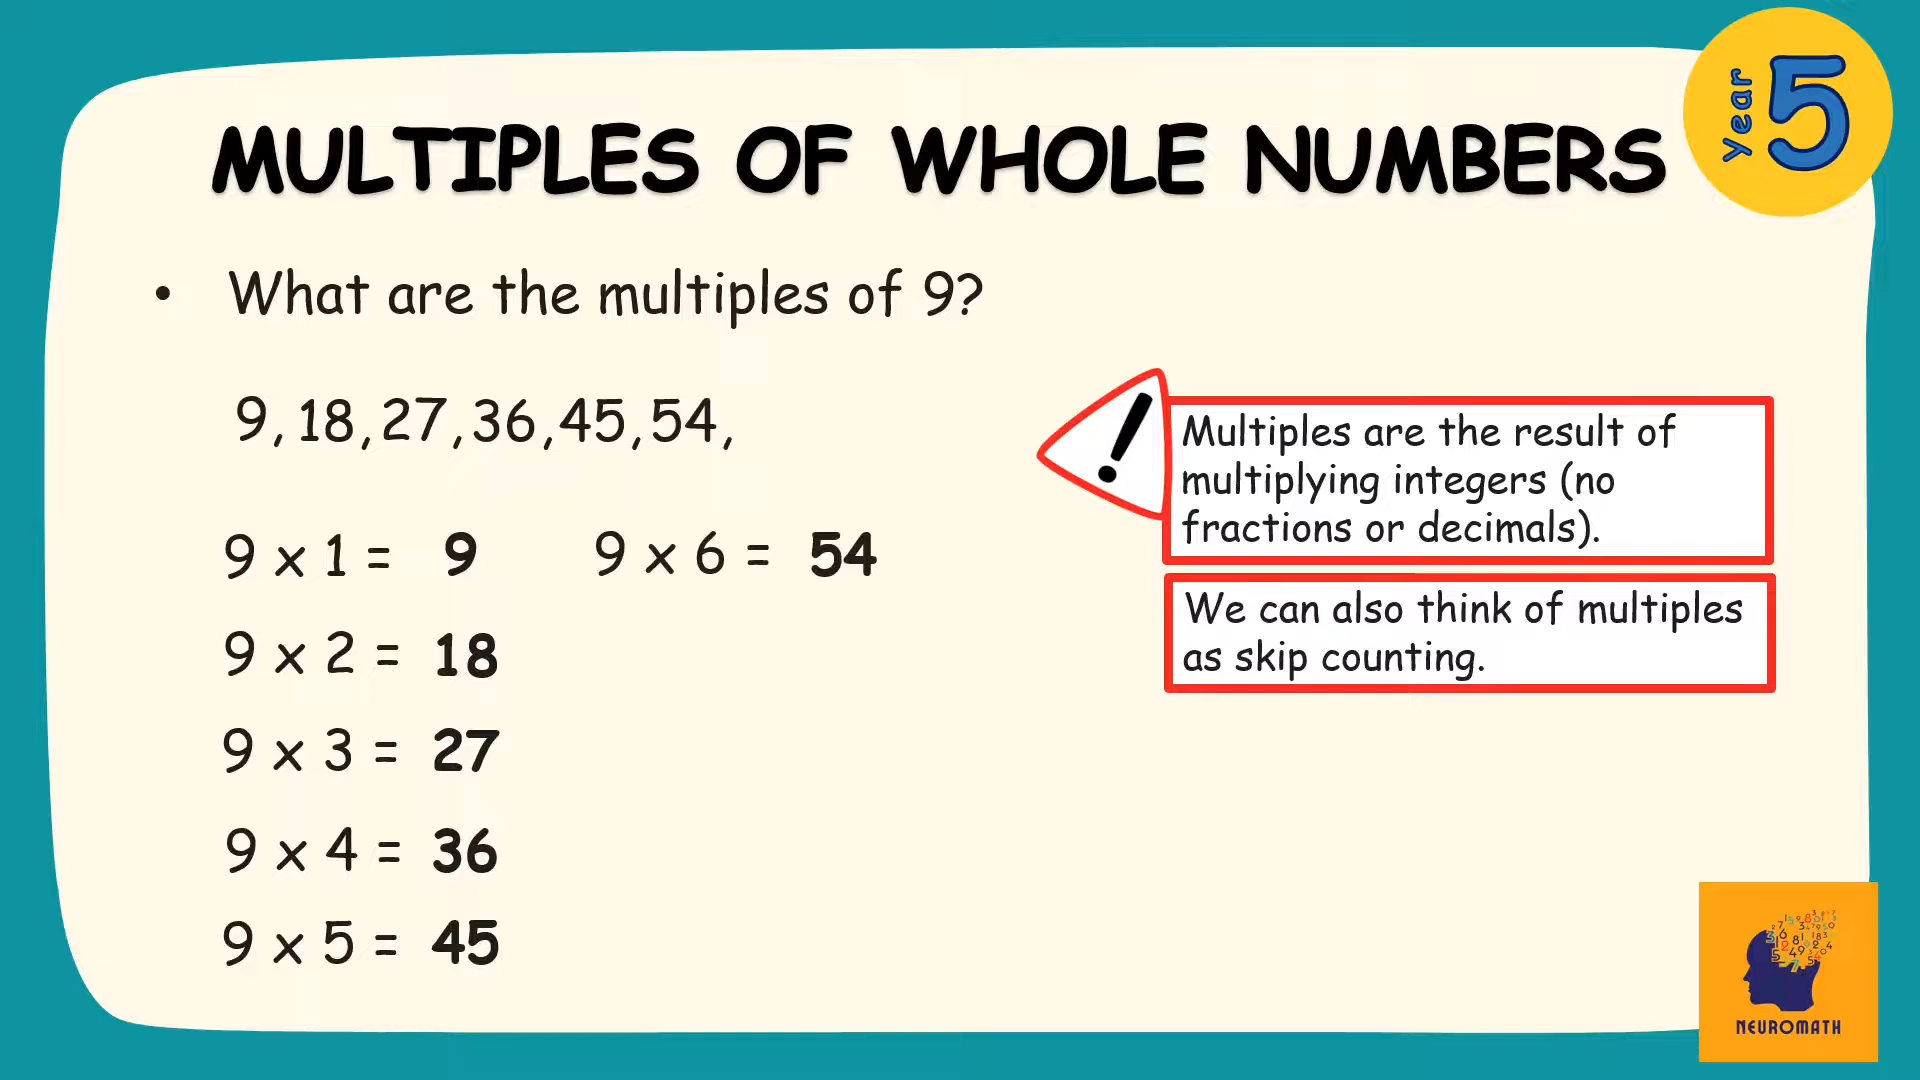 MULTIPLES OF WHOLE NUMBERS
Year 5
• What are the multiples of 9?
9, 18, 27, 36, 45, 54,
Multiples are the result of
multiplying integers (no
fractions or decimals).
We can also think of multiples
as skip counting.
9 x 1 = 9
9 x 2 = 18
9 x 3 = 27
9 x 4 = 36
9 x 5 = 45
9 x 6 = 54
NEUROMATH